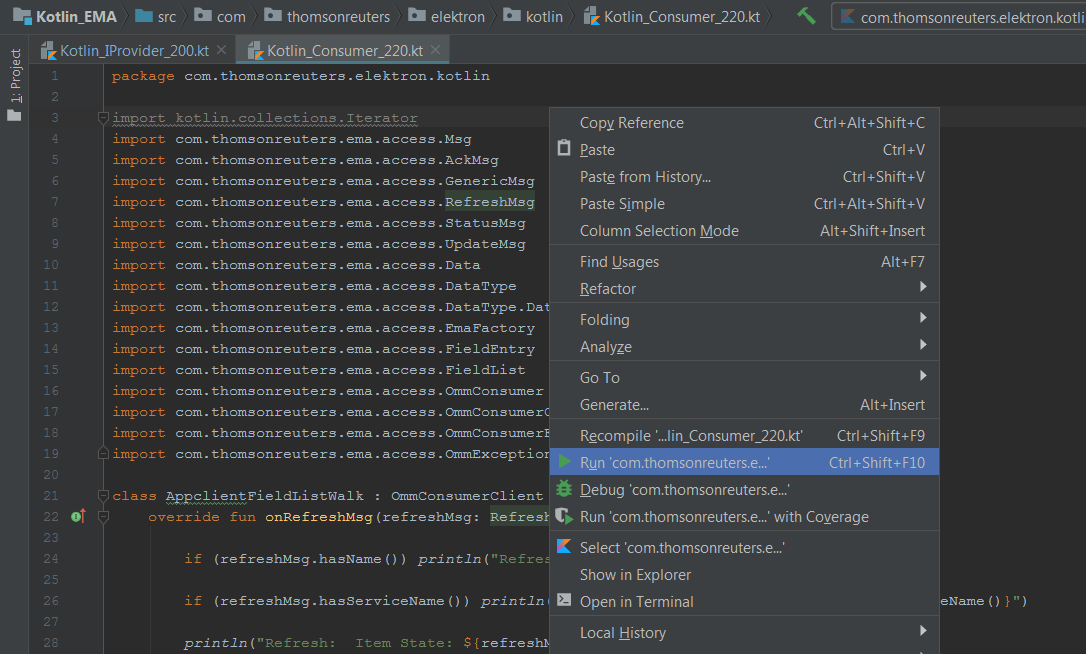 Kotlin_EMA src com thomsonreuters elektron kotlin Kotlin_Consumer_220.kt com.thomsonreuters.elektron.kotli
Kotlin_IProvider_200.kt Kotlin_Consumer_220.kt
1: Project
1 package com.thomsonreuters.elektron.kotlin
2
3 import kotlin.collections.Iterator
4 import com.thomsonreuters.ema.access.Msg
5 import com.thomsonreuters.ema.access.AckMsg
6 import com.thomsonreuters.ema.access.GenericMsg
7 import com.thomsonreuters.ema.access.RefreshMsg
8 import com.thomsonreuters.ema.access.StatusMsg
9 import com.thomsonreuters.ema.access.UpdateMsg
10 import com.thomsonreuters.ema.access.Data
11 import com.thomsonreuters.ema.access.DataType
12 import com.thomsonreuters.ema.access.DataType.Dat
13 import com.thomsonreuters.ema.access.EmaFactory
14 import com.thomsonreuters.ema.access.FieldEntry
15 import com.thomsonreuters.ema.access.FieldList
16 import com.thomsonreuters.ema.access.OmmConsumer
17 import com.thomsonreuters.ema.access.OmmConsumerC
18 import com.thomsonreuters.ema.access.OmmConsumerE
19 import com.thomsonreuters.ema.access.OmmException
20
21 class AppclientFieldListWalk : OmmConsumerClient
22 override fun onRefreshMsg(refreshMsg: Refresh
23
24 if (refreshMsg.hasName()) println("Refres
25
26 if (refreshMsg.hasServiceName()) println( eName()}")
27
28 println("Refresh: Item State: ${refreshM
Copy Reference Ctrl+Alt+Shift+C
Paste Ctrl+V
Paste from History... Ctrl+Shift+V
Paste Simple Ctrl+Alt+Shift+V
Column Selection Mode Alt+Shift+Insert
Find Usages Alt+F7
Refactor
Folding
Analyze
Go To
Generate... Alt+Insert
Recompile '...lin_Consumer_220.kt' Ctrl+Shift+F9
Run 'com.thomsonreuters.e...' Ctrl+Shift+F10
Debug 'com.thomsonreuters.e...'
Run 'com.thomsonreuters.e...' with Coverage
Select 'com.thomsonreuters.e...'
Show in Explorer
Open in Terminal
Local History